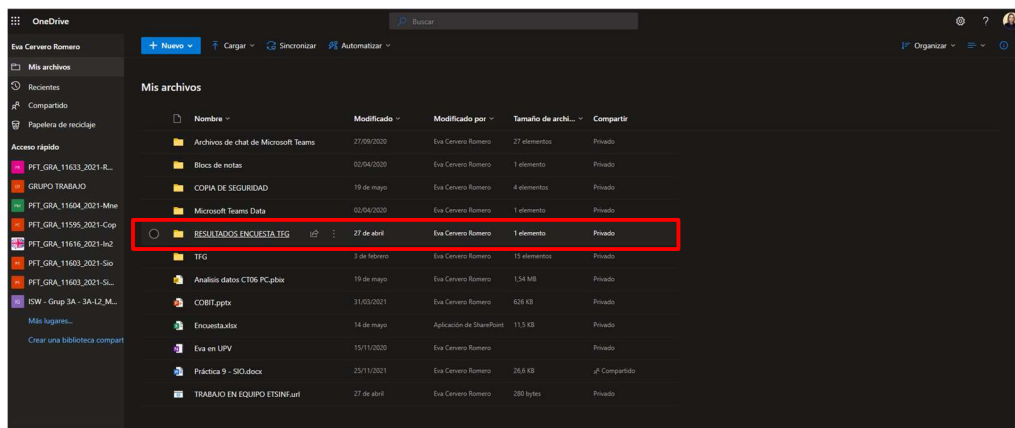 OneDrive
Buscar
?
Eva Cervero Romero
Mis archivos
Recientes
Compartido
Papelera de reciclaje
Acceso rápido
PFT_GRA_11633_2021-R...
GRUPO TRABAJO
PFT_GRA_11604_2021-Mne
PFT_GRA_11595_2021-Cop
PFT_GRA_11616_2021-In2
PFT_GRA_11603_2021-Sio
PFT_GRA_11603_2021-Si...
ISW - Grup 3A - 3A-L2_M...
Más lugares...
Crear una biblioteca compart
+ Nuevo Cargar Sincronizar Automatizar Organizar
Mis archivos
Nombre Modificado Modificado por Tamaño de archi... Compartir
Archivos de chat de Microsoft Teams 27/09/2020 Eva Cervero Romero 27 elementos Privado
Blocs de notas 02/04/2020 Eva Cervero Romero 1 elemento Privado
COPIA DE SEGURIDAD 19 de mayo Eva Cervero Romero 4 elementos Privado
Microsoft Teams Data 02/04/2020 Eva Cervero Romero 1 elemento Privado
RESULTADOS ENCUESTA TFG 27 de abril Eva Cervero Romero 1 elemento Privado
TFG 3 de febrero Eva Cervero Romero 15 elementos Privado
Analisis datos CT06 PC.pbix 19 de mayo Eva Cervero Romero 1,54 MB Privado
COBIT.pptx 31/03/2021 Eva Cervero Romero 626 KB Privado
Encuesta.xlsx 14 de mayo Aplicación de SharePoint 11,5 KB Privado
Eva en UPV 15/11/2020 Eva Cervero Romero Privado
Práctica 9 - SIO.docx 25/11/2021 Eva Cervero Romero 26,6 KB Compartido
TRABAJO EN EQUIPO ETSINF.url 27 de abril Eva Cervero Romero 280 bytes Privado